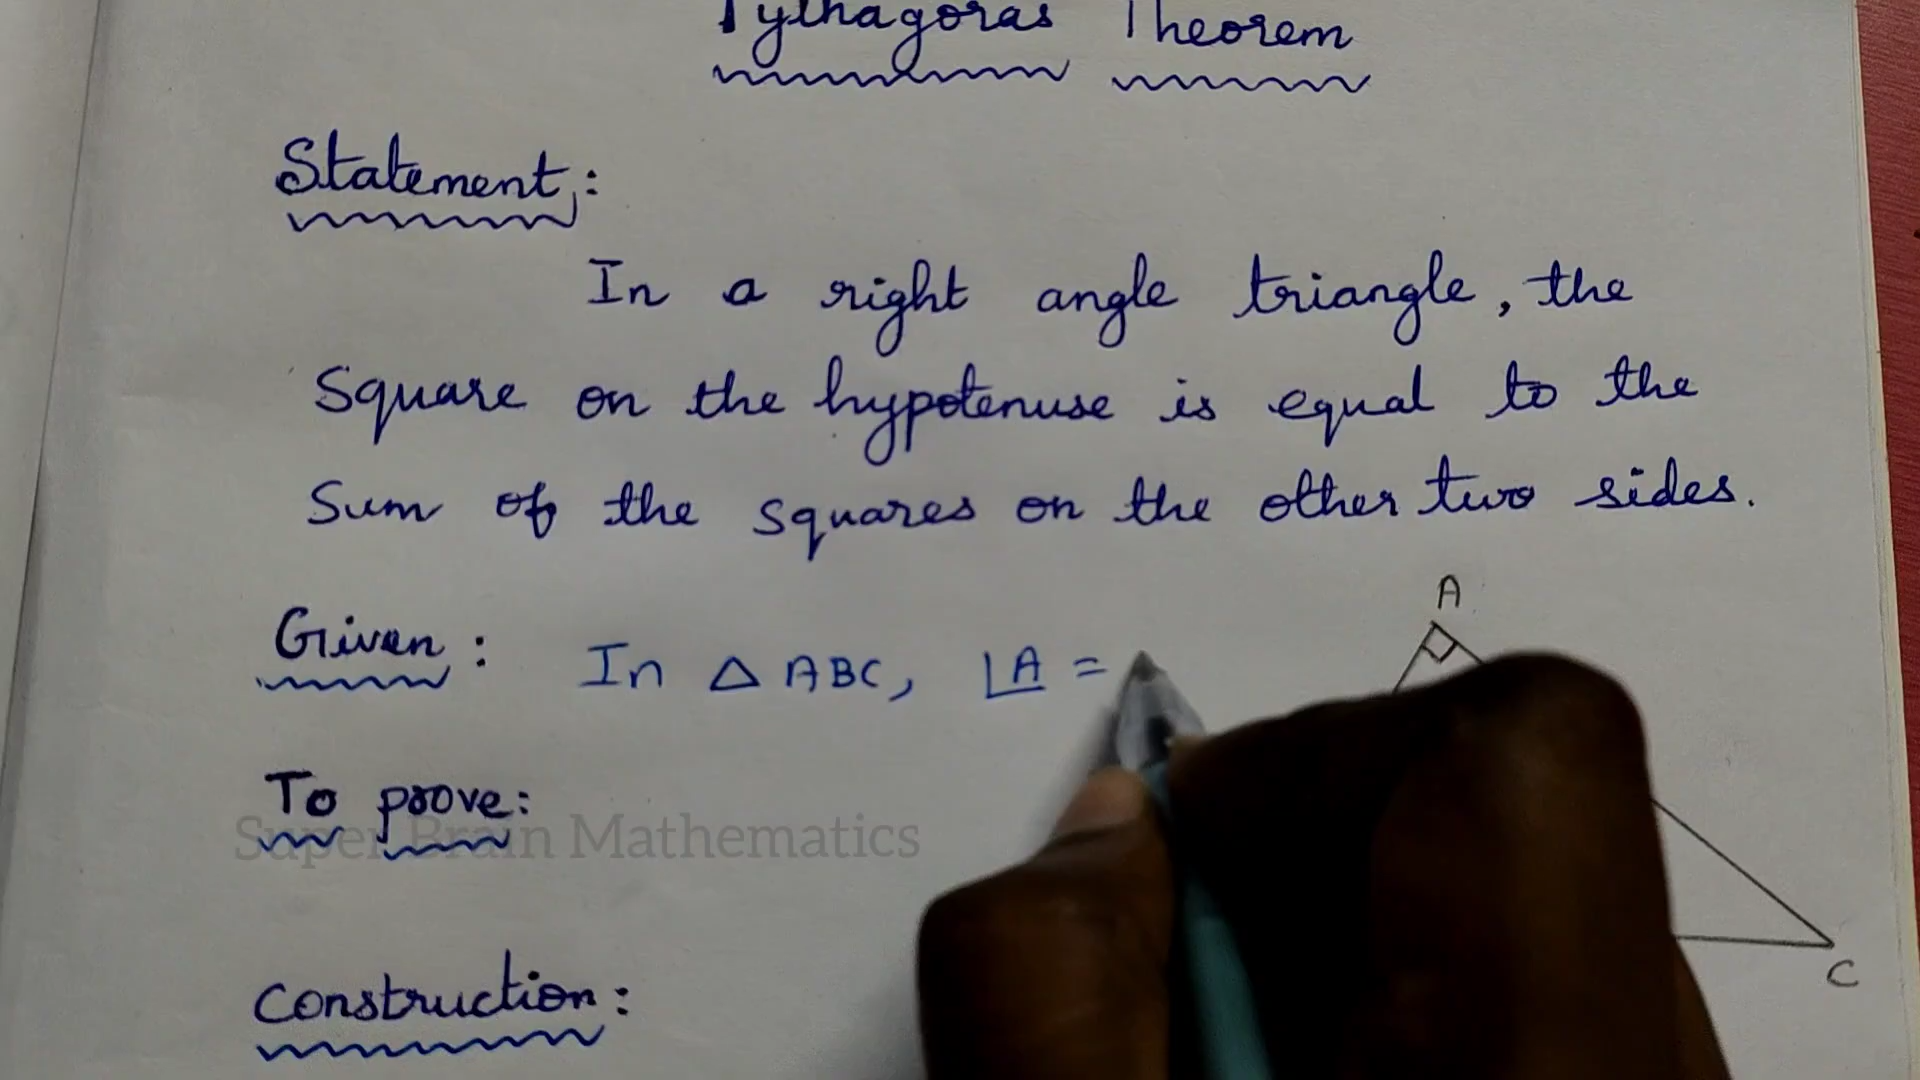 Pythagoras Theorem
Statement:
In a right angle triangle, the
Square on the hypotenuse is equal to the
Sum of the squares on the other two sides.
A
Given: In △ ABC, ∠A =
To prove:
Super Brain Mathematics
C
Construction: